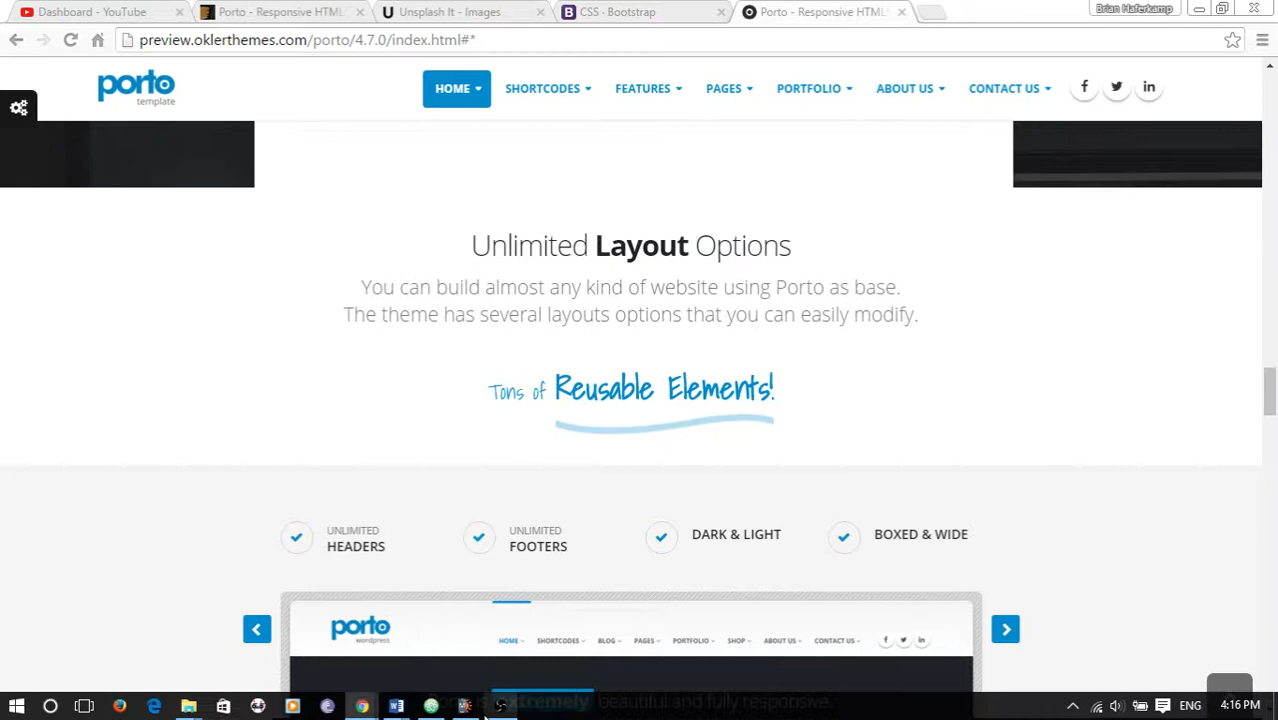 Dashboard - YouTube
Porto - Responsive HTML
Unsplash It - Images
CSS · Bootstrap
Porto - Responsive HTML
Brian Haferkamp
preview.oklerthemes.com/porto/4.7.0/index.html#*
porto
template
HOME
SHORTCODES
FEATURES
PAGES
PORTFOLIO
ABOUT US
CONTACT US
Unlimited Layout Options
You can build almost any kind of website using Porto as base.
The theme has several layouts options that you can easily modify.
Tons of Reusable Elements!
UNLIMITED
HEADERS
UNLIMITED
FOOTERS
DARK & LIGHT
BOXED & WIDE
porto
wordpress
HOME
SHORTCODES
BLOG
PAGES
PORTFOLIO
SHOP
ABOUT US
CONTACT US
extremely beautiful and fully responsive.
ENG
4:16 PM